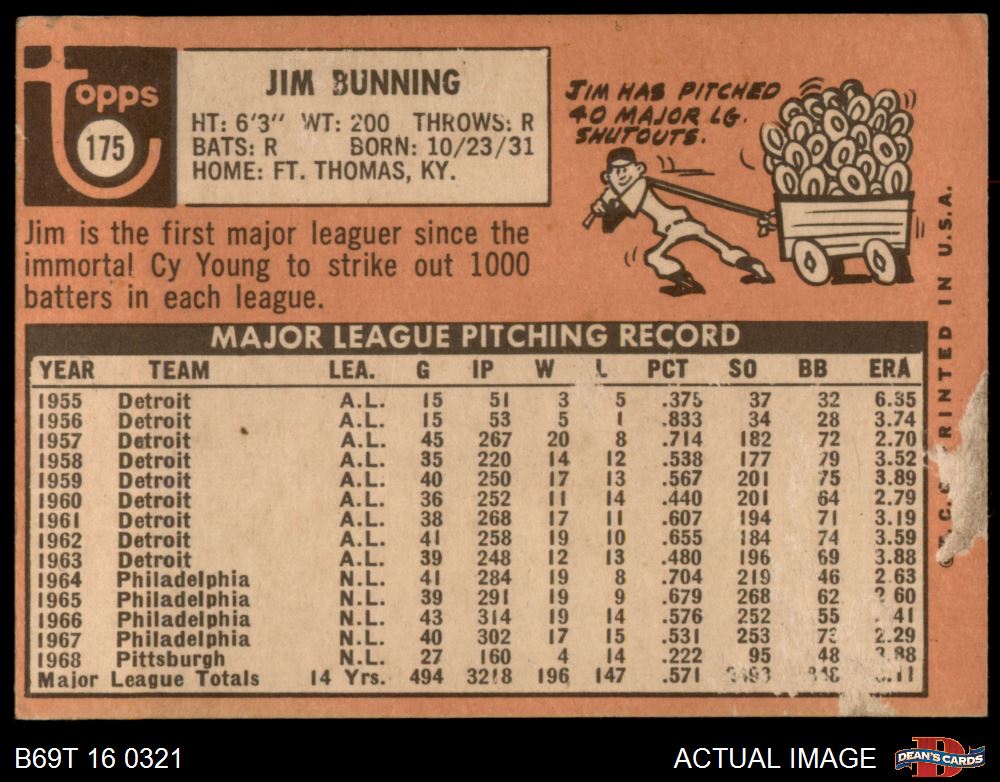 Topps
175
JIM BUNNING
HT: 6'3" WT: 200 THROWS: R
BATS: R BORN: 10/23/31
HOME: FT. THOMAS, KY.
JIM HAS PITCHED
40 MAJOR LG.
SHUTOUTS.
Jim is the first major leaguer since the
immortal Cy Young to strike out 1000
batters in each league.
MAJOR LEAGUE PITCHING RECORD
YEAR TEAM LEA. G IP W L PCT SO BB ERA
1955 Detroit A.L. 15 51 3 5 .375 37 32 6.35
1956 Detroit A.L. 15 53 5 1 .833 34 28 3.74
1957 Detroit A.L. 45 267 20 8 .714 182 72 2.70
1958 Detroit A.L. 35 220 14 12 .538 177 79 3.52
1959 Detroit A.L. 40 250 17 13 .567 201 75 3.89
1960 Detroit A.L. 36 252 11 14 .440 201 64 2.79
1961 Detroit A.L. 38 268 17 11 .607 194 71 3.19
1962 Detroit A.L. 41 258 19 10 .655 184 74 3.59
1963 Detroit A.L. 39 248 12 13 .480 196 69 3.88
1964 Philadelphia N.L. 41 284 19 8 .704 219 46 2.63
1965 Philadelphia N.L. 39 291 19 9 .679 268 62
1966 Philadelphia N.L. 43 314 19 14 .576 252 55
1967 Philadelphia N.L. 40 302 17 15 .531 253 2.29
1968 Pittsburgh N.L. 27 160 4 14 .222 95 48
Major League Totals 14 Yrs. 494 3218 196 147 .571
IN U.S.A.
B69T 16 0321
ACTUAL IMAGE
DEAN'S CARDS